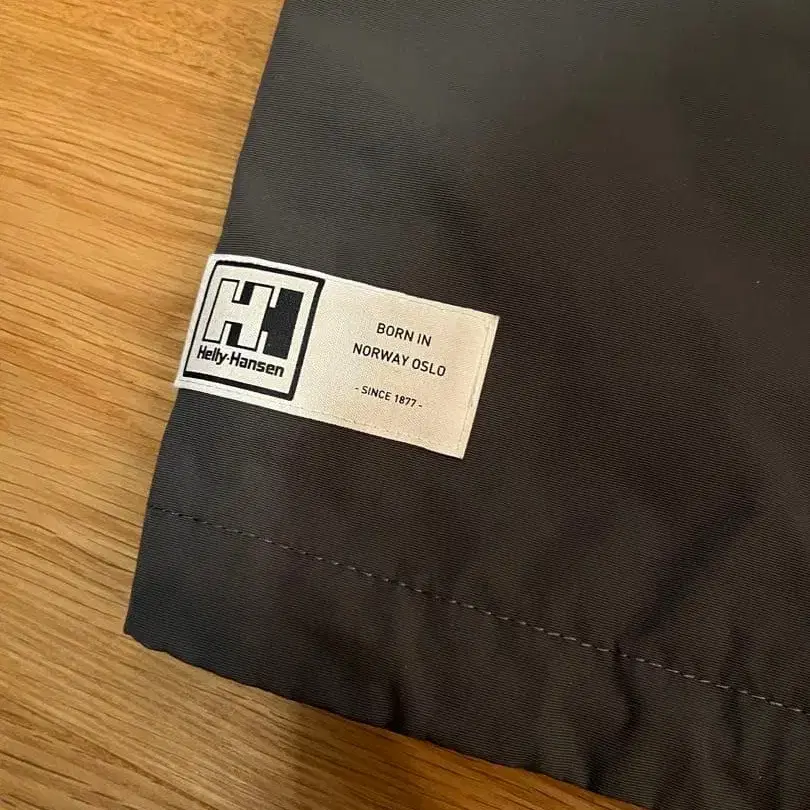 HH
Helly-Hansen
BORN IN
NORWAY OSLO
- SINCE 1877 -